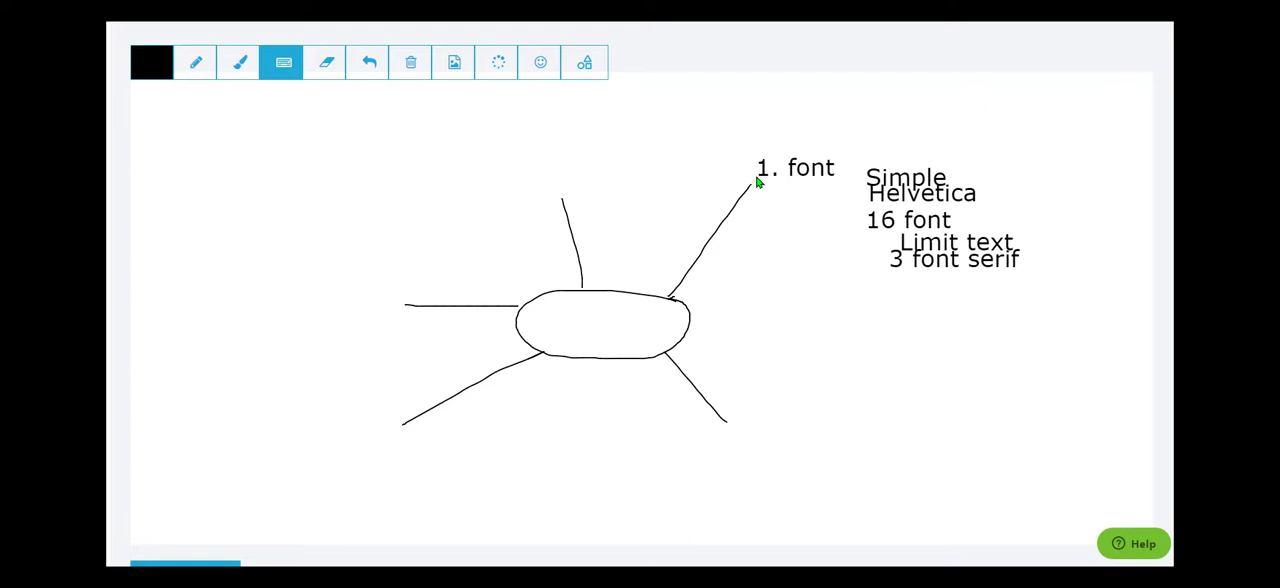 1. font
Simple
Helvetica
16 font
Limit text
3 font serif
Help